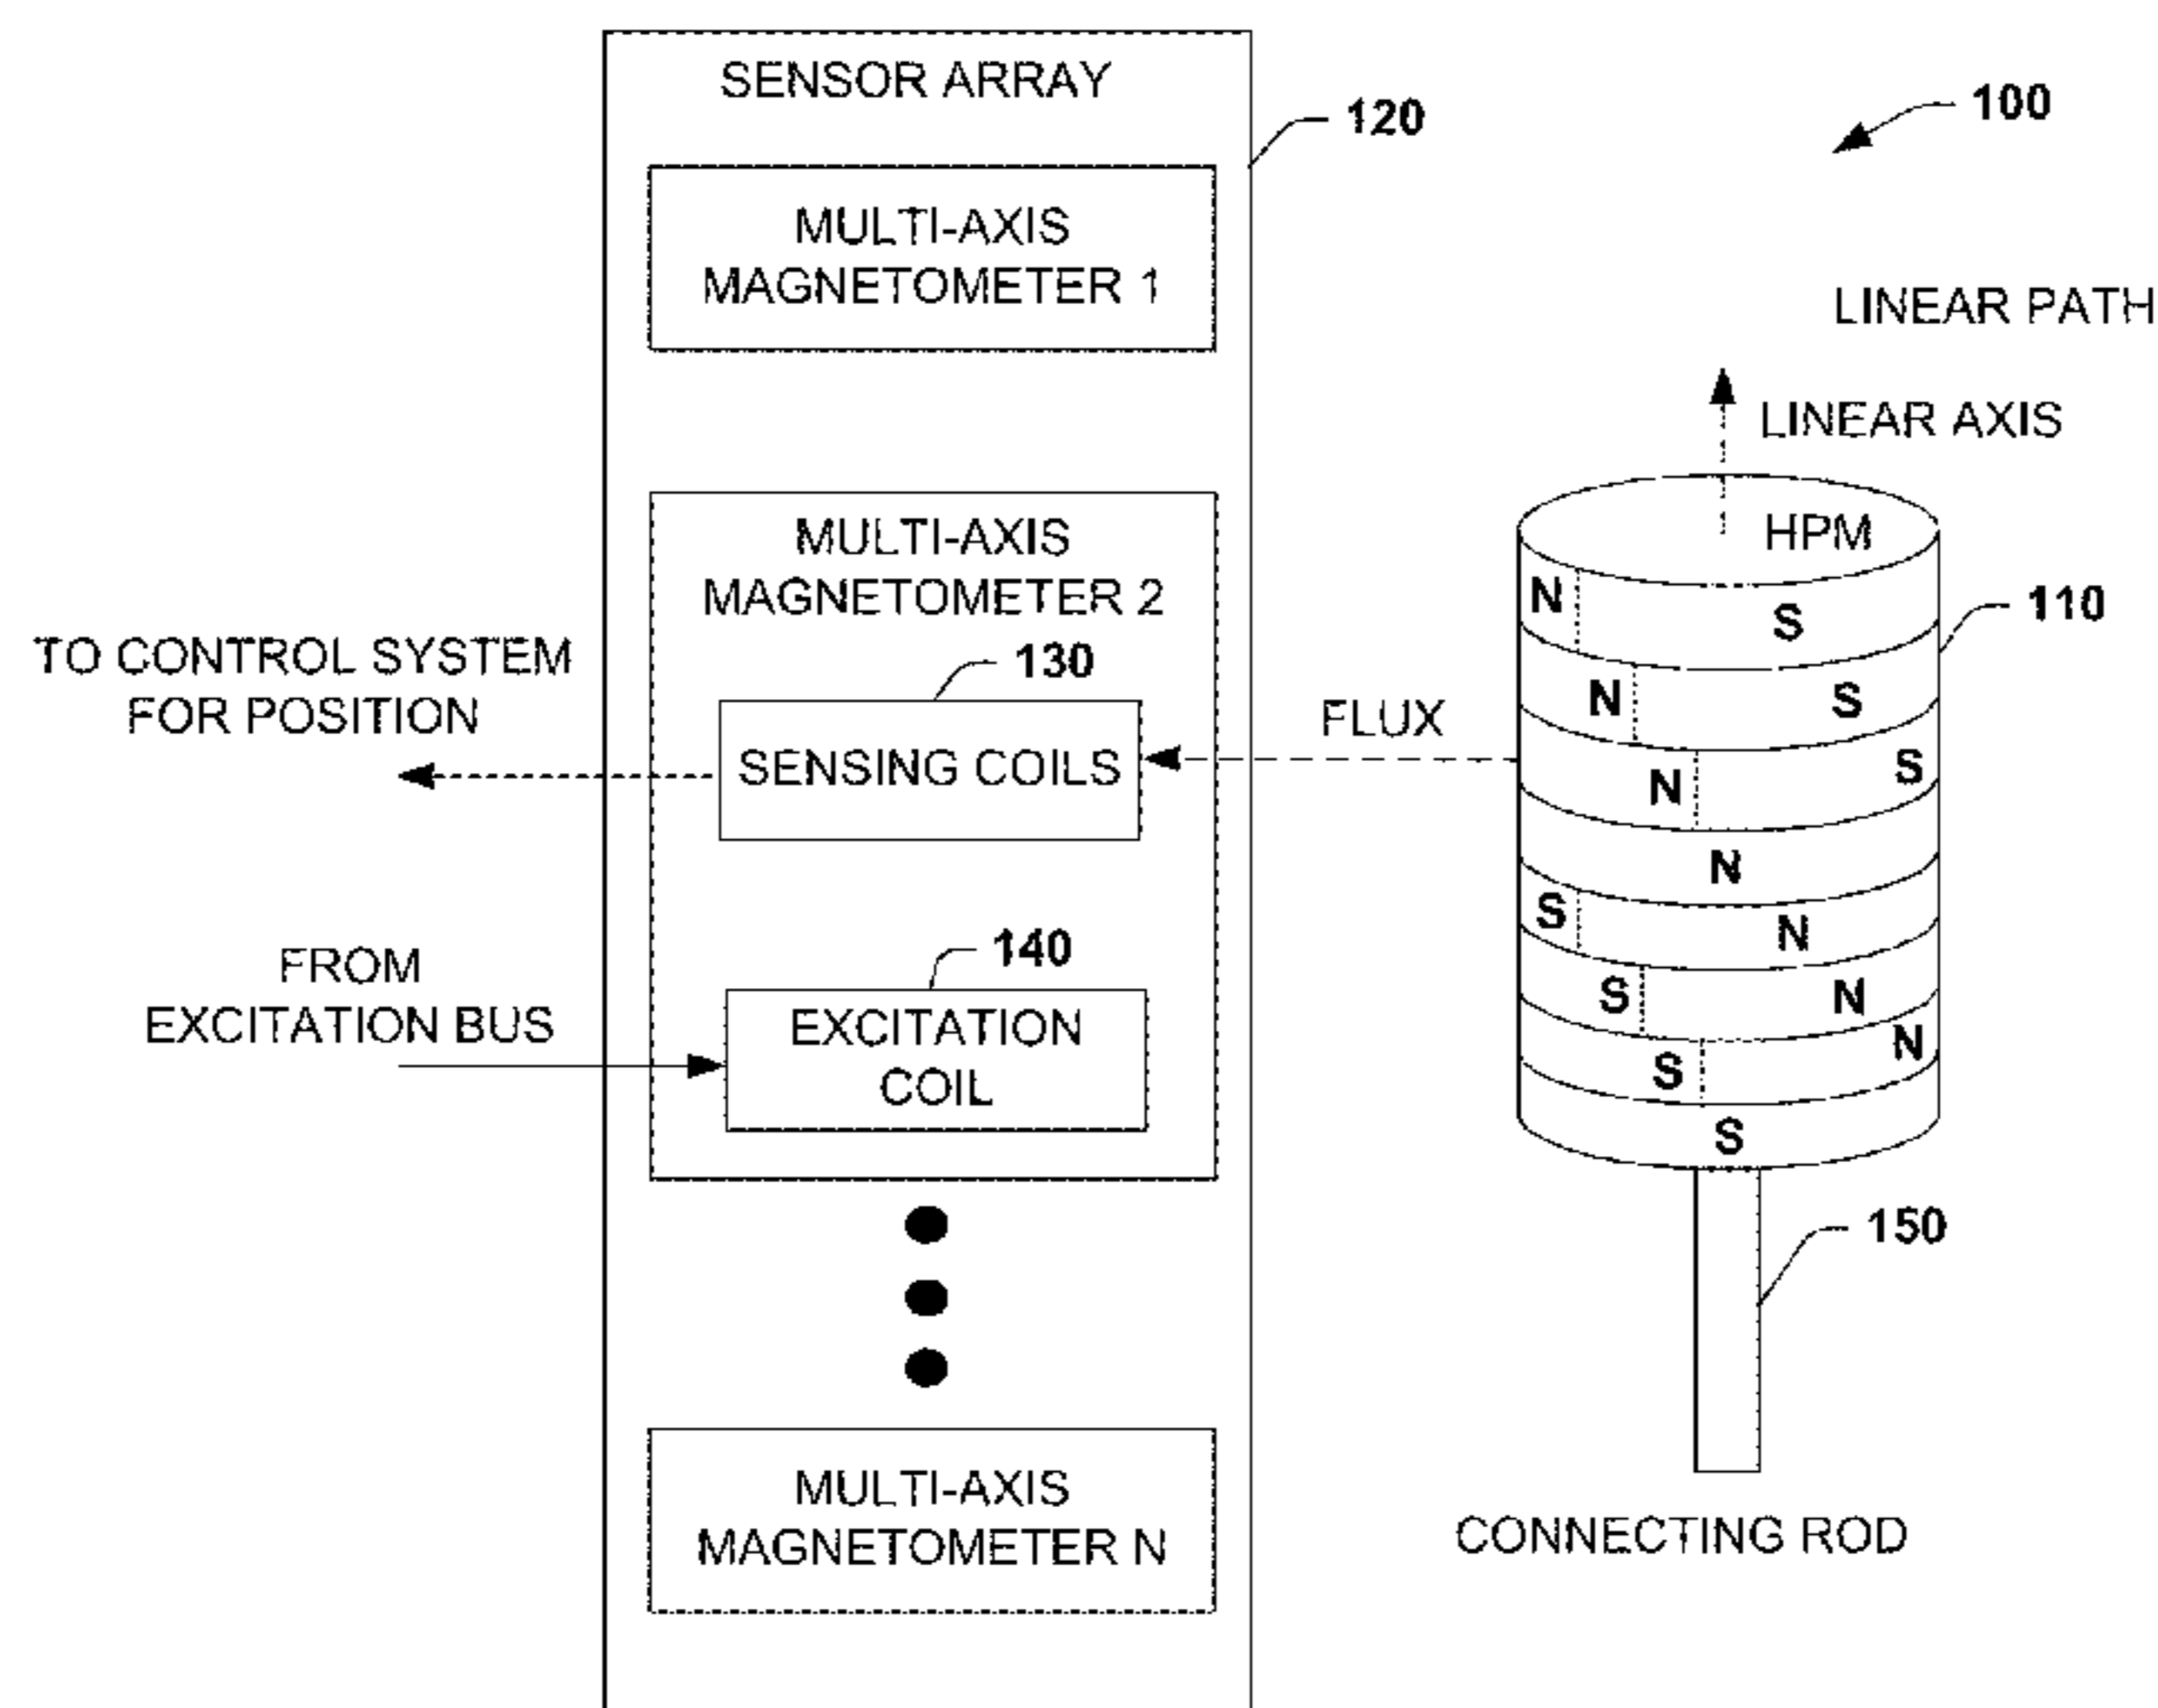 SENSOR ARRAY
120
100
MULTI-AXIS
MAGNETOMETER 1
LINEAR PATH
LINEAR AXIS
MULTI-AXIS
MAGNETOMETER 2
HPM
N
S
110
TO CONTROL SYSTEM
FOR POSITION
130
SENSING COILS
FLUX
N
S
N
S
N
S
N
FROM
EXCITATION BUS
140
EXCITATION
COIL
S
N
S
N
S
150
MULTI-AXIS
MAGNETOMETER N
CONNECTING ROD